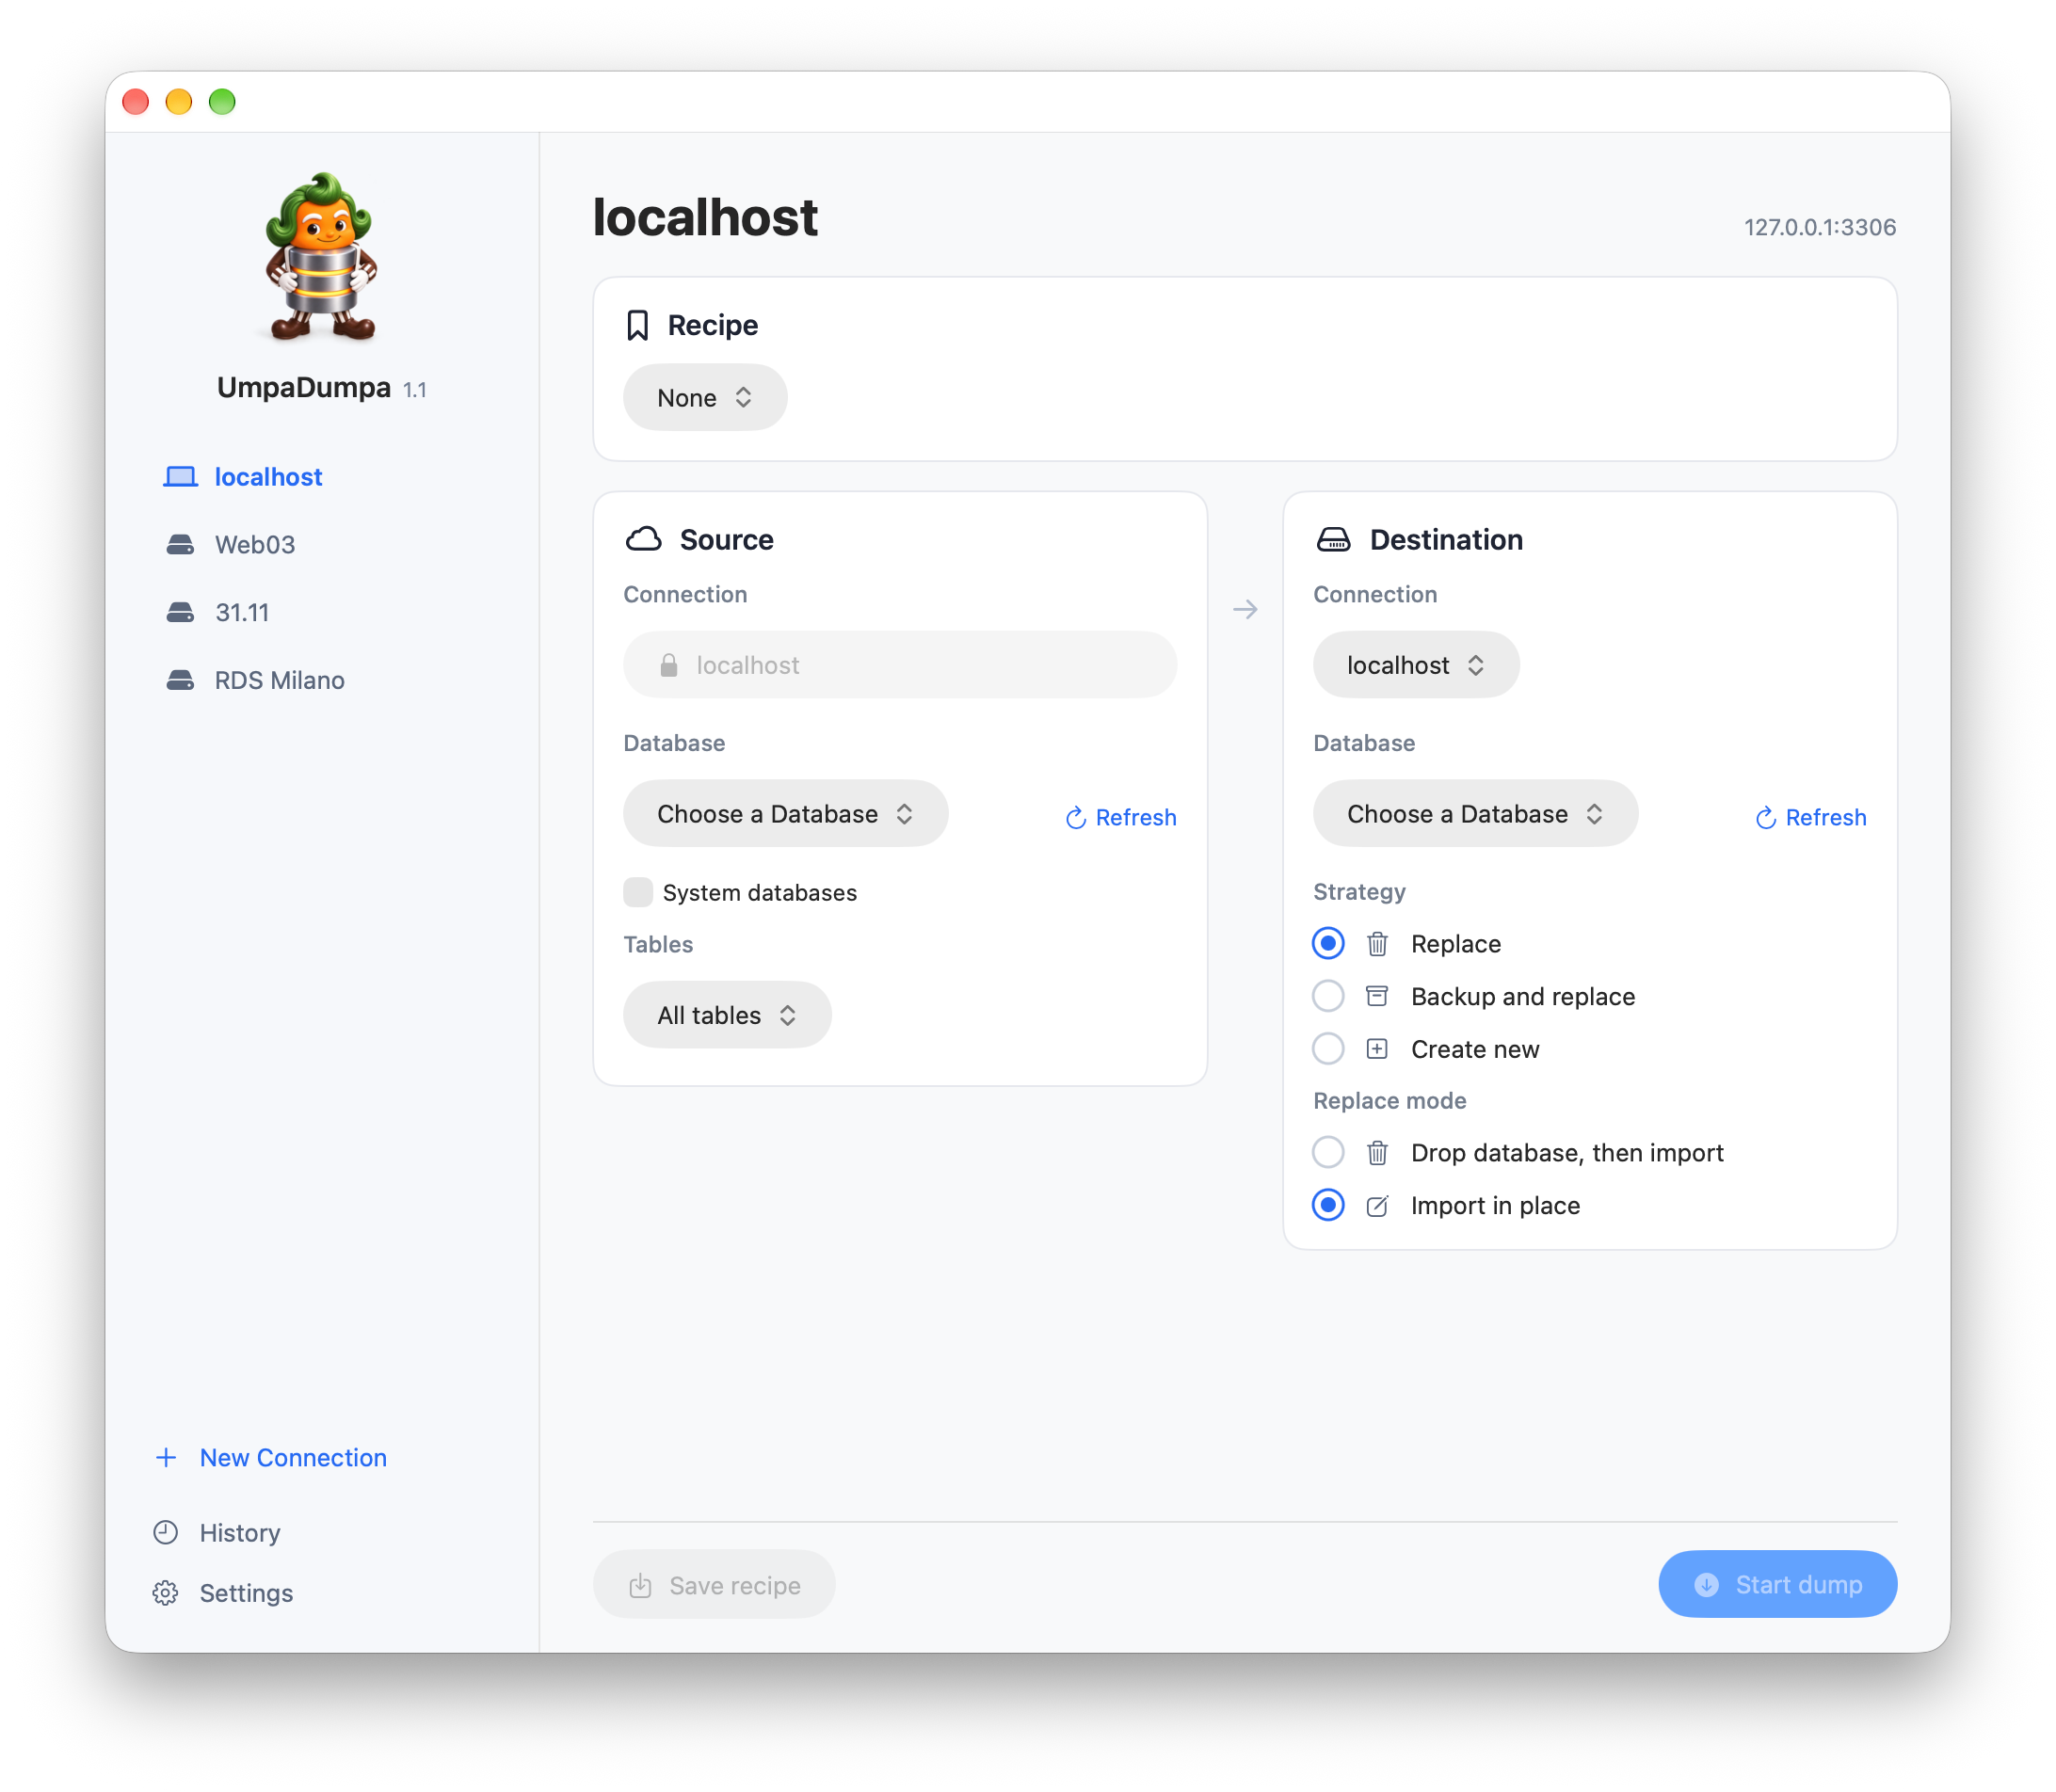 UmpaDumpa 1.1
localhost
Web03
31.11
RDS Milano
New Connection
History
Settings
localhost
127.0.0.1:3306
Recipe
None
Source
Connection
localhost
Database
Choose a Database
Refresh
System databases
Tables
All tables
Destination
Connection
localhost
Database
Choose a Database
Refresh
Strategy
Replace
Backup and replace
Create new
Replace mode
Drop database, then import
Import in place
Save recipe
Start dump